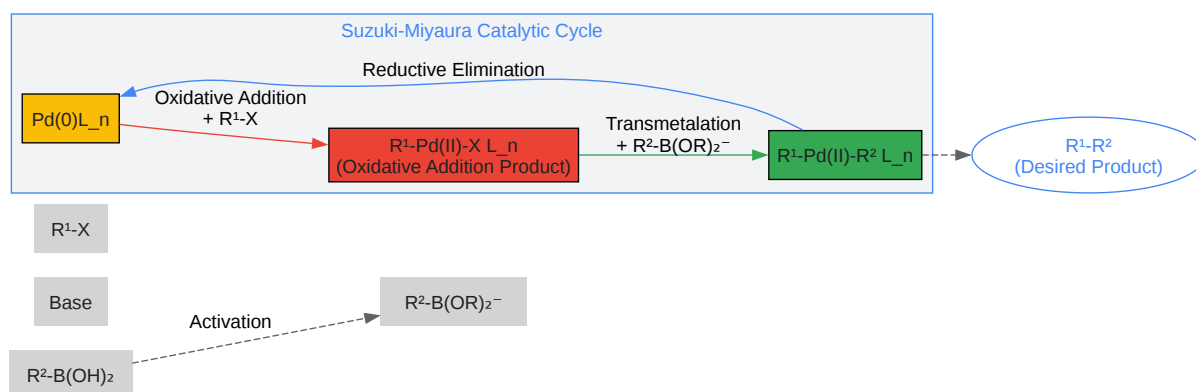 Suzuki-Miyaura Catalytic Cycle
Reductive Elimination
Pd(0)L_n
Oxidative Addition
+ R¹-X
R¹-Pd(II)-X L_n
(Oxidative Addition Product)
Transmetalation
+ R²-B(OR)₂⁻
R¹-Pd(II)-R² L_n
R¹-R²
(Desired Product)
R¹-X
Base
R²-B(OR)₂⁻
Activation
R²-B(OH)₂